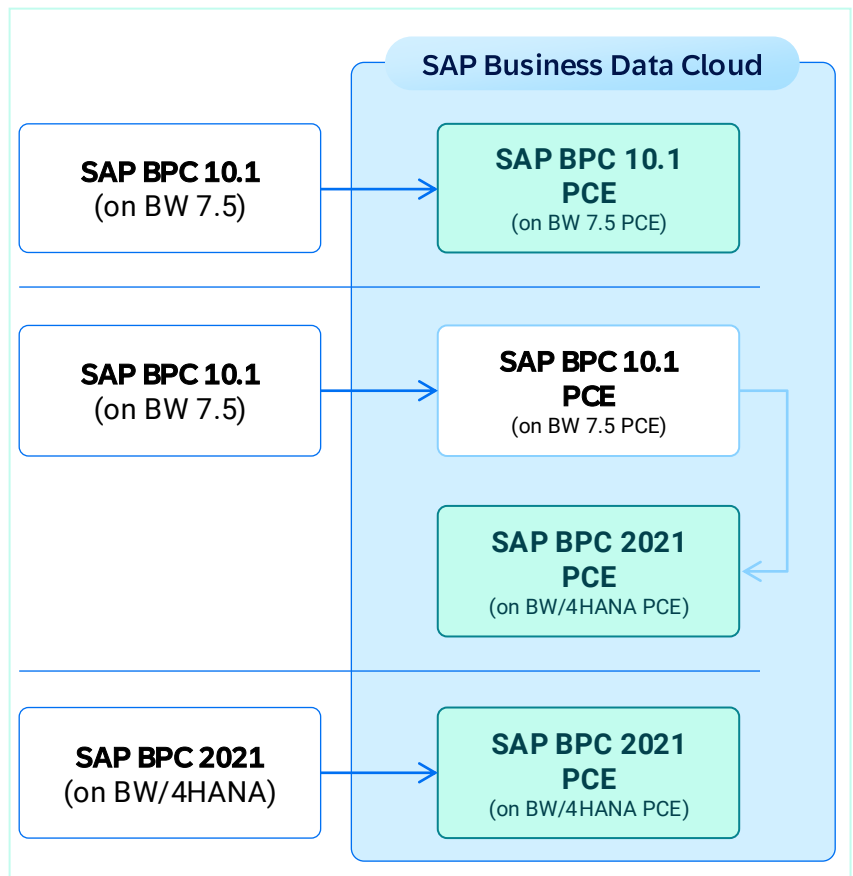 SAP Business Data Cloud
SAP BPC 10.1
(on BW 7.5)
SAP BPC 10.1
PCE
(on BW 7.5 PCE)
SAP BPC 10.1
(on BW 7.5)
SAP BPC 10.1
PCE
(on BW 7.5 PCE)
SAP BPC 2021
PCE
(on BW/4HANA PCE)
SAP BPC 2021
(on BW/4HANA)
SAP BPC 2021
PCE
(on BW/4HANA PCE)